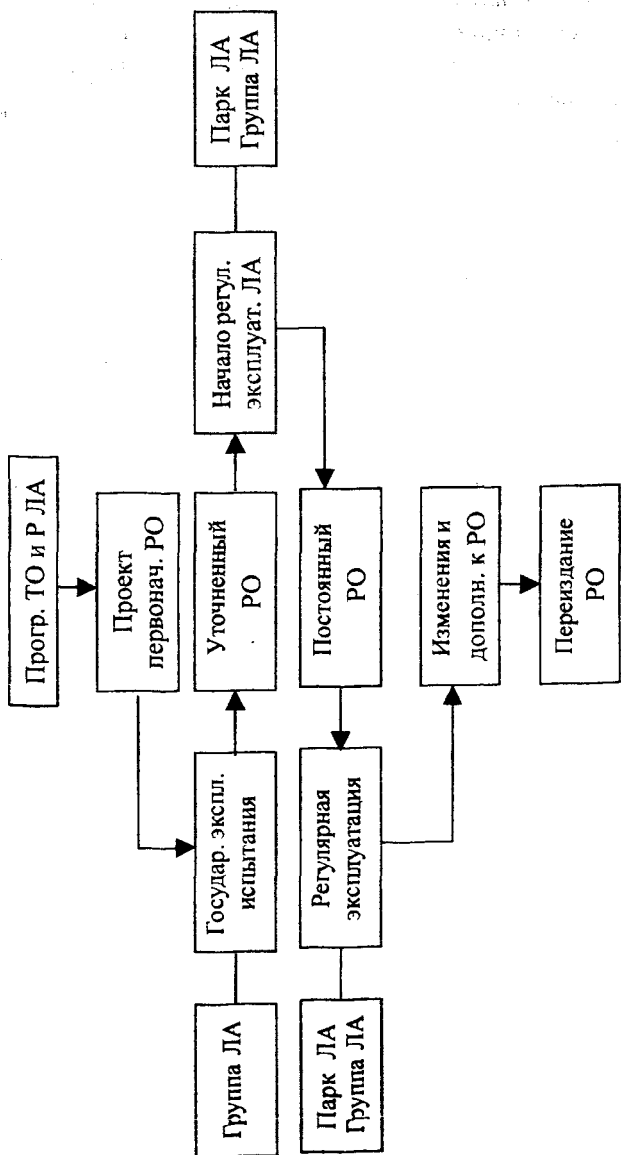 Прогр. ТО и Р ЛА
Проект
первонач. РО
Группа ЛА
Государ. экспл.
испытания
Уточненный
РО
Начало регул.
эксплуат. ЛА
Парк ЛА
Группа ЛА
Парк ЛА
Группа ЛА
Регулярная
эксплуатация
Постоянный
РО
Изменения и
дополн. к РО
Переиздание
РО